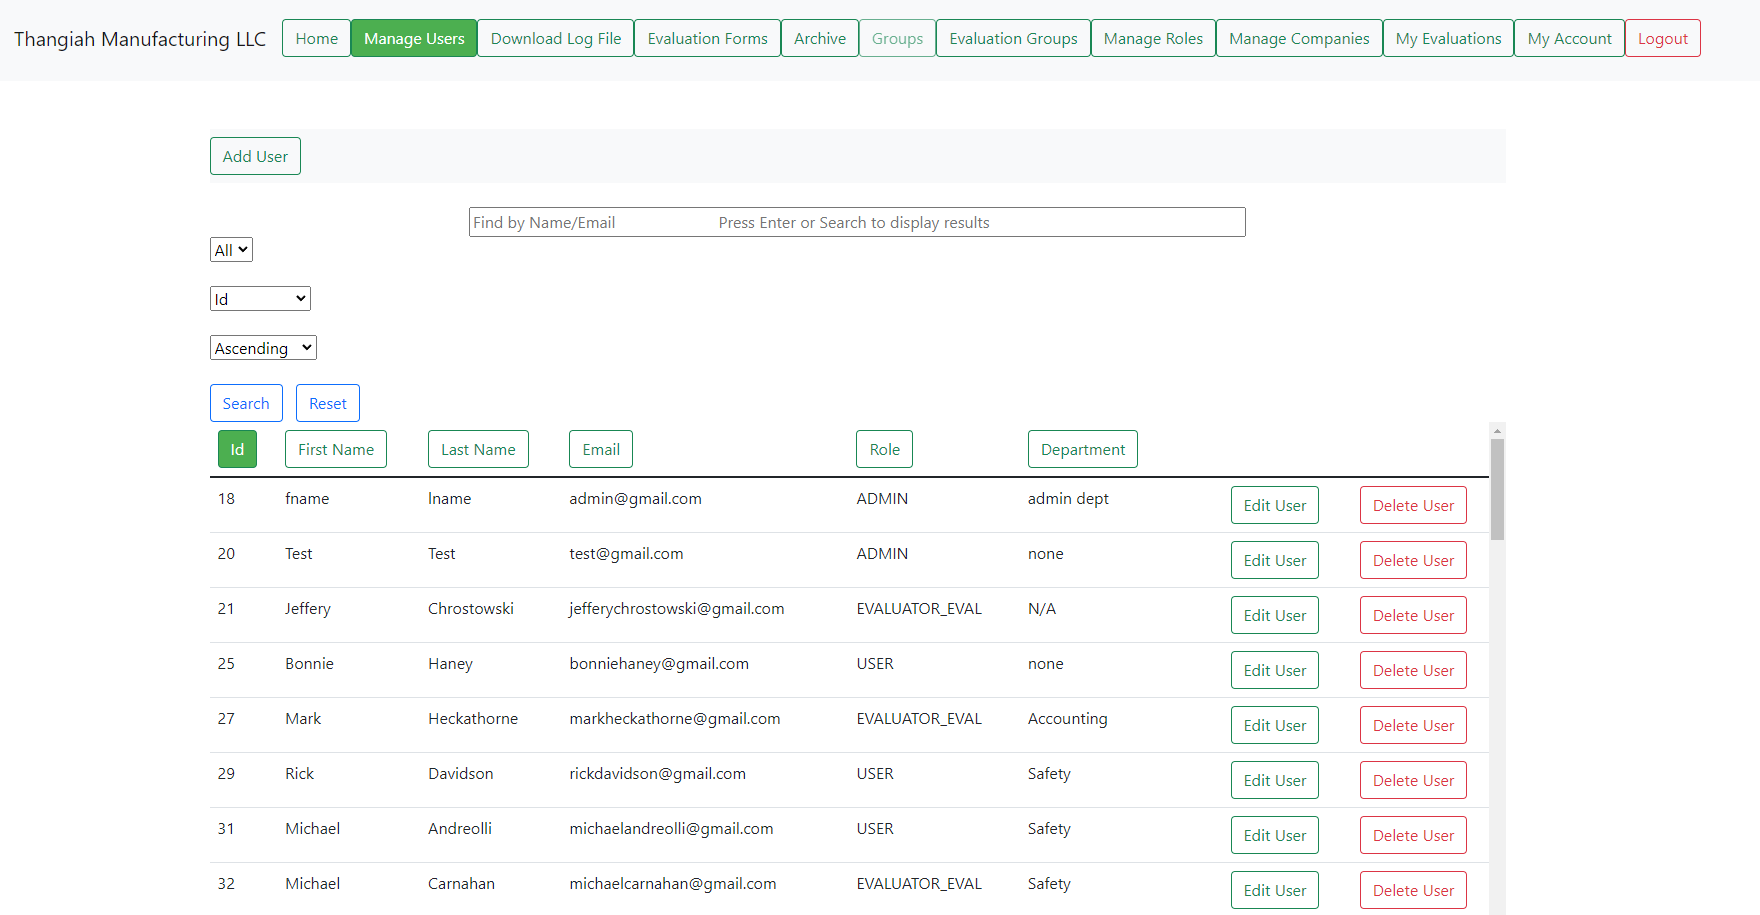 Thangiah Manufacturing LLC Home Manage Users Download Log File Evaluation Forms Archive Groups Evaluation Groups Manage Roles Manage Companies My Evaluations My Account Logout
Add User
Find by Name/Email Press Enter or Search to display results
All
Id
Ascending
Search Reset
Id First Name Last Name Email Role Department
18 fname lname admin@gmail.com ADMIN admin dept Edit User Delete User
20 Test Test test@gmail.com ADMIN none Edit User Delete User
21 Jeffery Chrostowski jefferychrostowski@gmail.com EVALUATOR_EVAL N/A Edit User Delete User
25 Bonnie Haney bonniehaney@gmail.com USER none Edit User Delete User
27 Mark Heckathorne markheckathorne@gmail.com EVALUATOR_EVAL Accounting Edit User Delete User
29 Rick Davidson rickdavidson@gmail.com USER Safety Edit User Delete User
31 Michael Andreolli michaelandreolli@gmail.com USER Safety Edit User Delete User
32 Michael Carnahan michaelcarnahan@gmail.com EVALUATOR_EVAL Safety Edit User Delete User